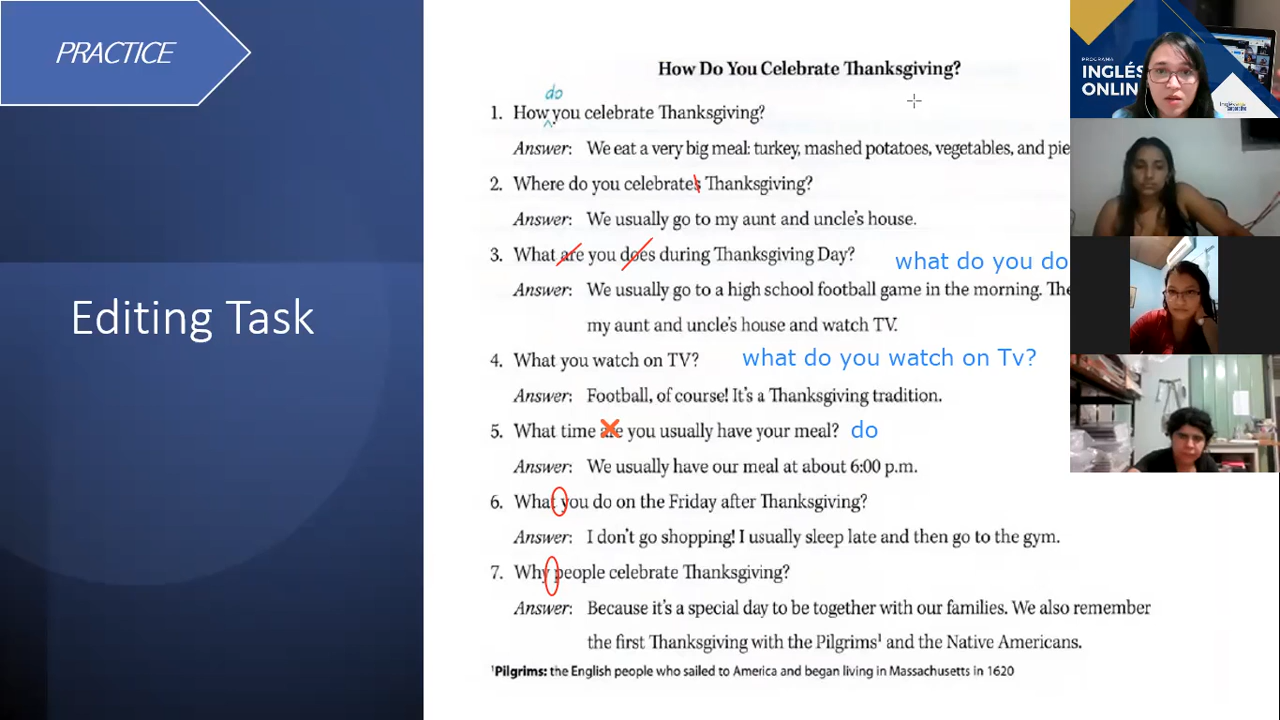 PRACTICE
Editing Task
How Do You Celebrate Thanksgiving?
do
1. How you celebrate Thanksgiving?
Answer: We eat a very big meal: turkey, mashed potatoes, vegetables, and pie
2. Where do you celebrates Thanksgiving?
Answer: We usually go to my aunt and uncle's house.
3. What are you does during Thanksgiving Day? what do you do
Answer: We usually go to a high school football game in the morning. The
my aunt and uncle's house and watch TV.
4. What you watch on TV? what do you watch on Tv?
Answer: Football, of course! It's a Thanksgiving tradition.
5. What time are you usually have your meal? do
Answer: We usually have our meal at about 6:00 p.m.
6. What you do on the Friday after Thanksgiving?
Answer: I don't go shopping! I usually sleep late and then go to the gym.
7. Why people celebrate Thanksgiving?
Answer: Because it's a special day to be together with our families. We also remember
the first Thanksgiving with the Pilgrims¹ and the Native Americans.
¹Pilgrims: the English people who sailed to America and began living in Massachusetts in 1620
PROGRAMA
INGLÉS
ONLIN